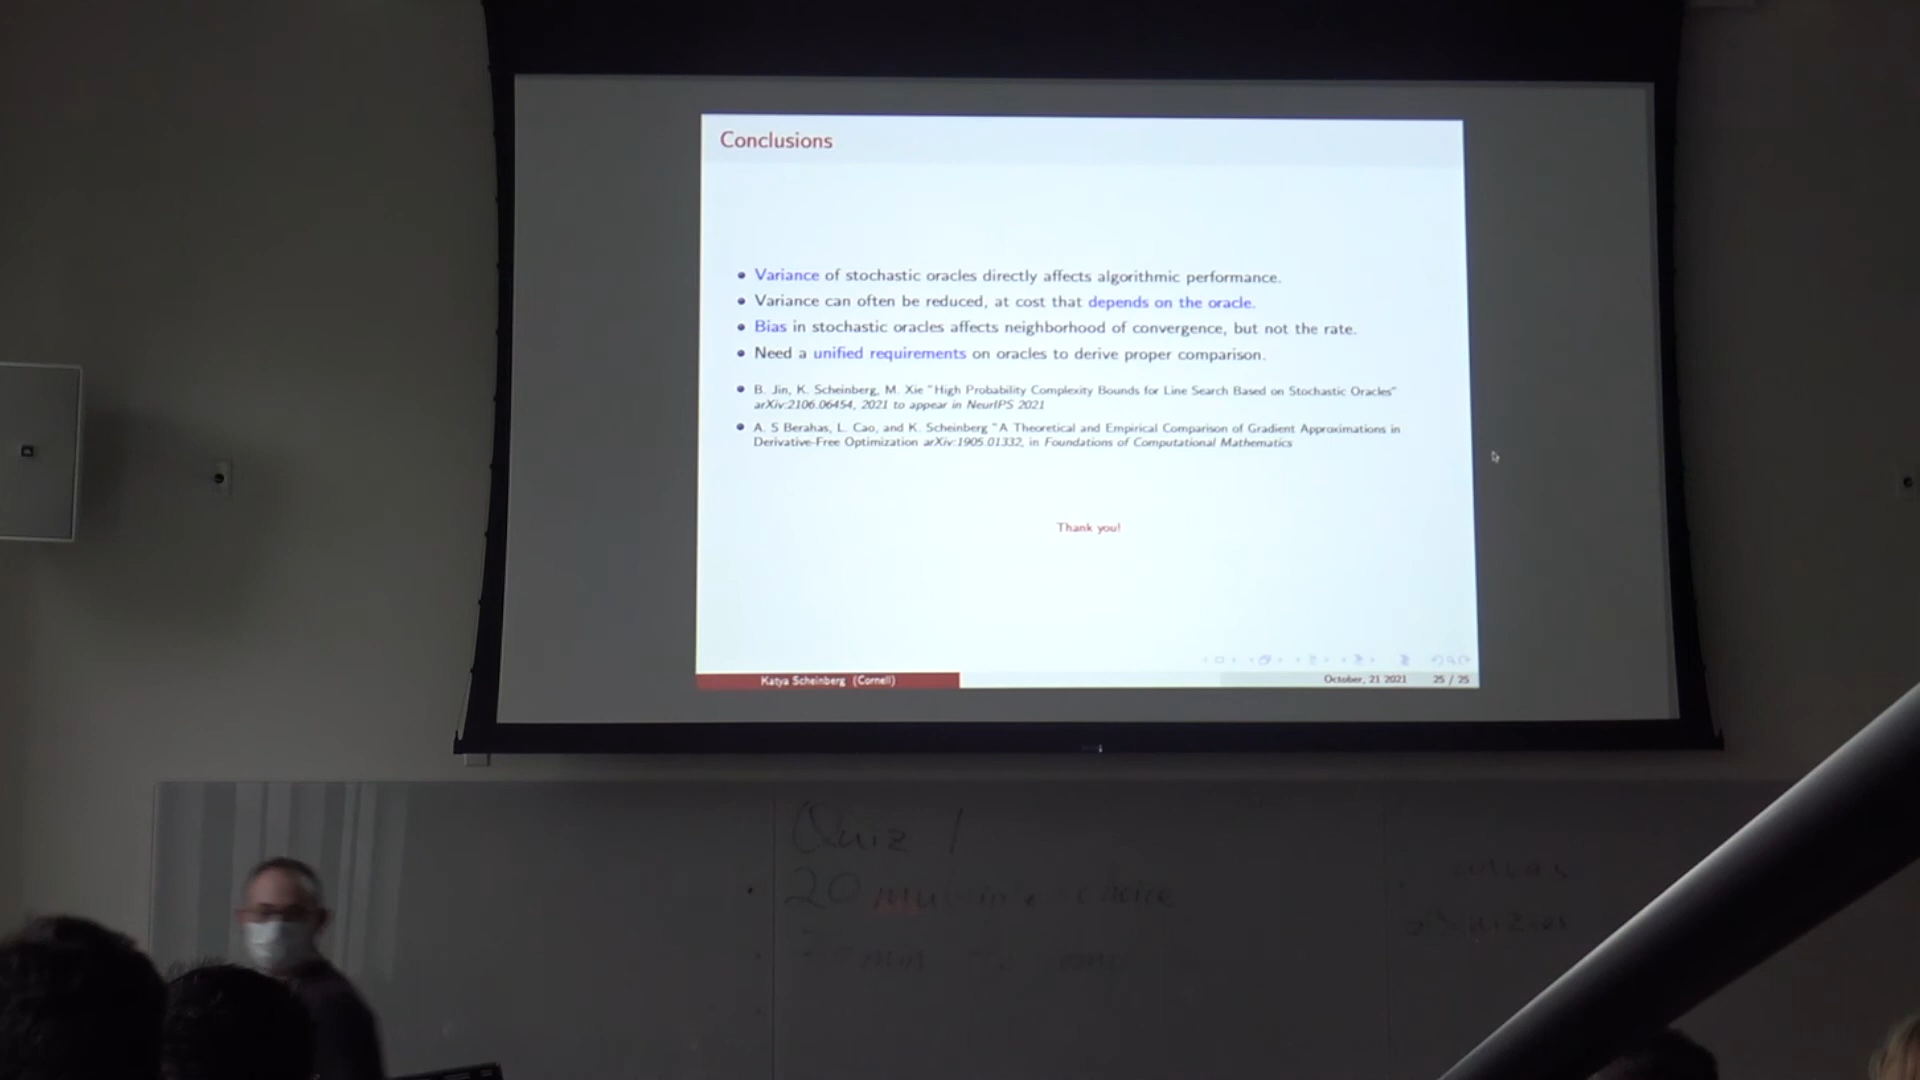 Conclusions
Variance of stochastic oracles directly affects algorithmic performance.
Variance can often be reduced, at cost that depends on the oracle.
Bias in stochastic oracles affects neighborhood of convergence, but not the rate.
Need a unified requirements on oracles to derive proper comparison.
B. Jin, K. Scheinberg, M. Xie "High Probability Complexity Bounds for Line Search Based on Stochastic Oracles"
arXiv:2106.06454, 2021 to appear in NeurIPS 2021
A. S Berahas, L. Cao, and K. Scheinberg "A Theoretical and Empirical Comparison of Gradient Approximations in
Derivative-Free Optimization arXiv:1905.01332, in Foundations of Computational Mathematics
Thank you!
Katya Scheinberg (Cornell) October, 21 2021 25 / 25
Quiz 1
20 multiple choice